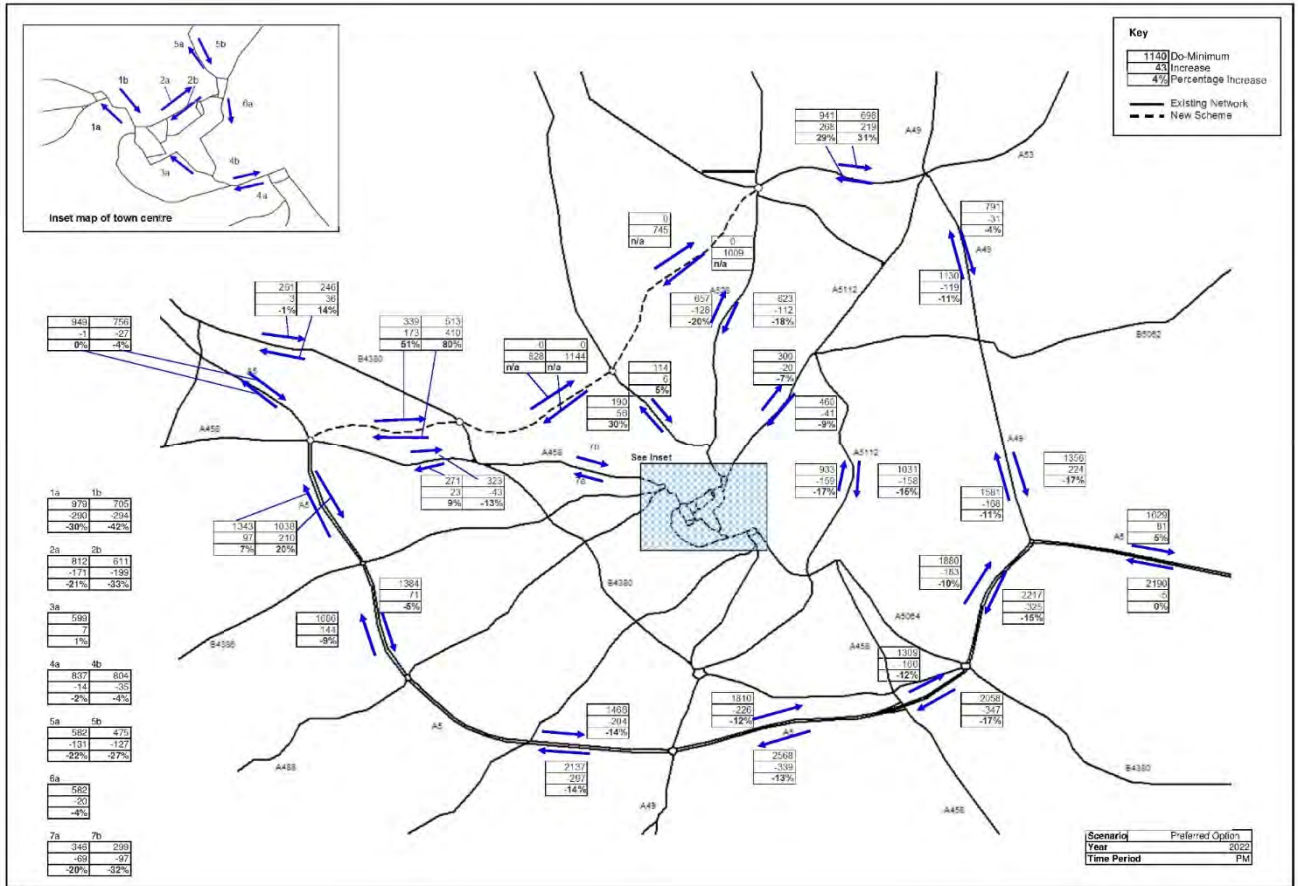 5a 5b
1b 2a 2b
6a
1a
3a
4b
4a
Inset map of town centre
Key
1140 Do-Minimum
43 Increase
4% Percentage Increase
Existing Network
New Scheme
941 698
268 219
29% 31%
A49
A53
791
-31
-4%
A49
1130
-119
-11%
0
745
n/a
0
1009
n/a
A5112
657
-128
-20%
623
-112
-18%
B5062
261 246
3 36
-1% 14%
949 756
-1 -27
0% -4%
339 513
173 410
51% 80%
B4380
0 0
828 1144
n/a n/a
114
6
5%
300
-20
-7%
A5
190
56
30%
460
-41
-9%
A458
A458
7b
7a
See Inset
A5112
A49
271 323
23 -43
9% -13%
933
-159
-17%
1031
-158
-15%
1356
224
-17%
1581
-168
-11%
1a 1b
979 705
-290 -294
-30% -42%
1343 1038
97 210
7% 20%
A5
1629
81
5%
A5
2a 2b
812 611
-171 -199
-21% -33%
1880
-183
-10%
2190
-5
0%
1384
71
-5%
B4380
2217
-325
-15%
3a
599
7
1%
144
-9%
B4386
A5064
A458
1309
-160
-12%
4a 4b
837 804
-14 -35
-2% -4%
2058
-347
-17%
1810
-226
-12%
1468
-204
-14%
5a 5b
582 475
-131 -127
-22% -27%
A5
A5
2568
-339
-13%
2137
-297
-14%
A488
B4380
6a
582
-20
-4%
A49
A458
7a 7b
346 299
-69 -97
-20% -32%
Scenario Preferred Option
Year 2022
Time Period PM